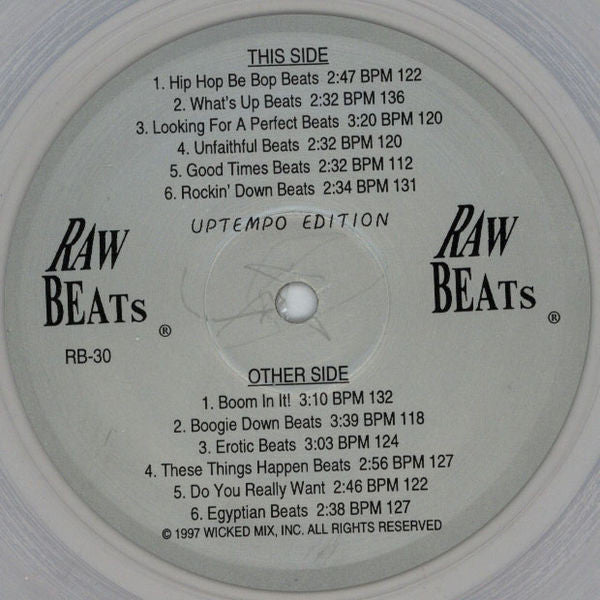 THIS SIDE
1. Hip Hop Be Bop Beats 2:47 BPM 122
2. What's Up Beats 2:32 BPM 136
3. Looking For A Perfect Beats 3:20 BPM 120
4. Unfaithful Beats 2:32 BPM 120
5. Good Times Beats 2:32 BPM 112
6. Rockin' Down Beats 2:34 BPM 131
UPTEMPO EDITION
RAW
BEATS ®
RAW
BEATS ®
RB-30
OTHER SIDE
1. Boom In It! 3:10 BPM 132
2. Boogie Down Beats 3:39 BPM 118
3. Erotic Beats 3:03 BPM 124
4. These Things Happen Beats 2:56 BPM 127
5. Do You Really Want 2:46 BPM 122
6. Egyptian Beats 2:38 BPM 127
© 1997 WICKED MIX, INC. ALL RIGHTS RESERVED